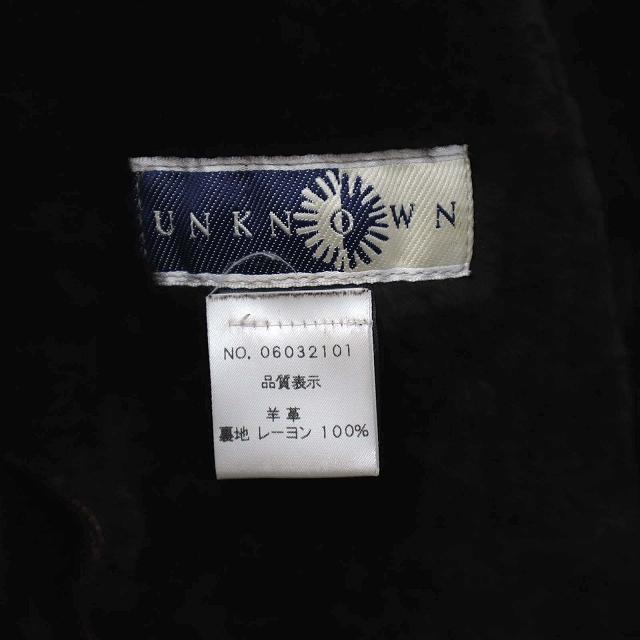 UNKNOWN
NO. 06032101
品質表示
羊革
裏地 レーヨン 100%